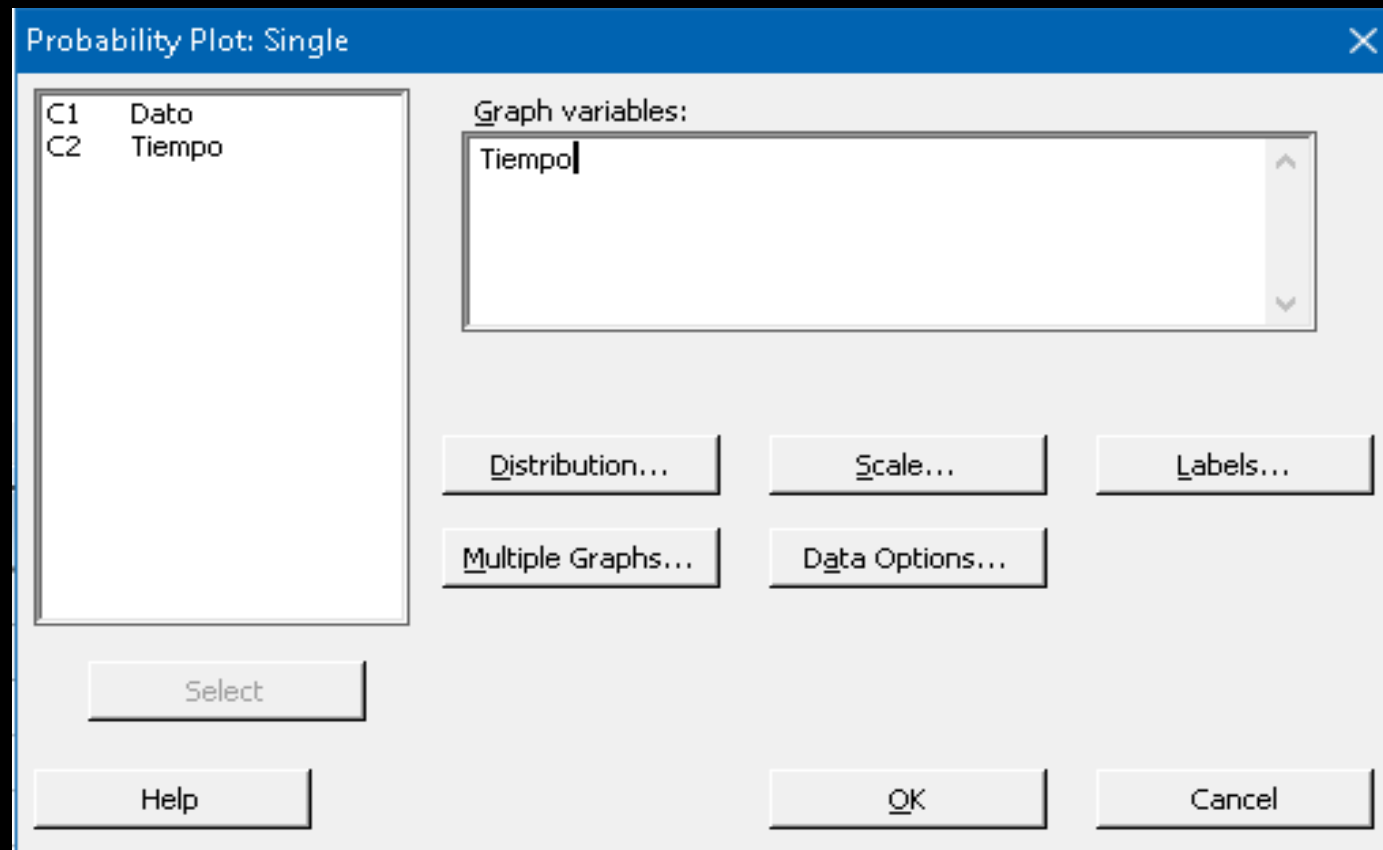 Probability Plot: Single
C1 Dato
C2 Tiempo
Graph variables:
Tiempo
Distribution...
Scale...
Labels...
Multiple Graphs...
Data Options...
Select
Help
OK
Cancel